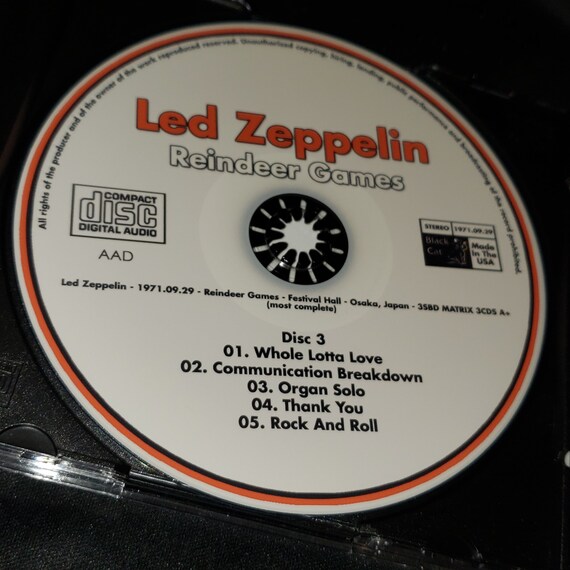 All rights of the producer and of the owner of the work reproduced reserved. Unauthorized copying, hiring, lending, public performance and broadcasting of the record prohibited.
Led Zeppelin
Reindeer Games
COMPACT
disc
DIGITAL AUDIO
AAD
STEREO 1971.09.29
Black Cat
Made In The USA
Led Zeppelin - 1971.09.29 - Reindeer Games - Festival Hall - Osaka, Japan - 3SBD MATRIX 3CDS A+
(most complete)
Disc 3
01. Whole Lotta Love
02. Communication Breakdown
03. Organ Solo
04. Thank You
05. Rock And Roll